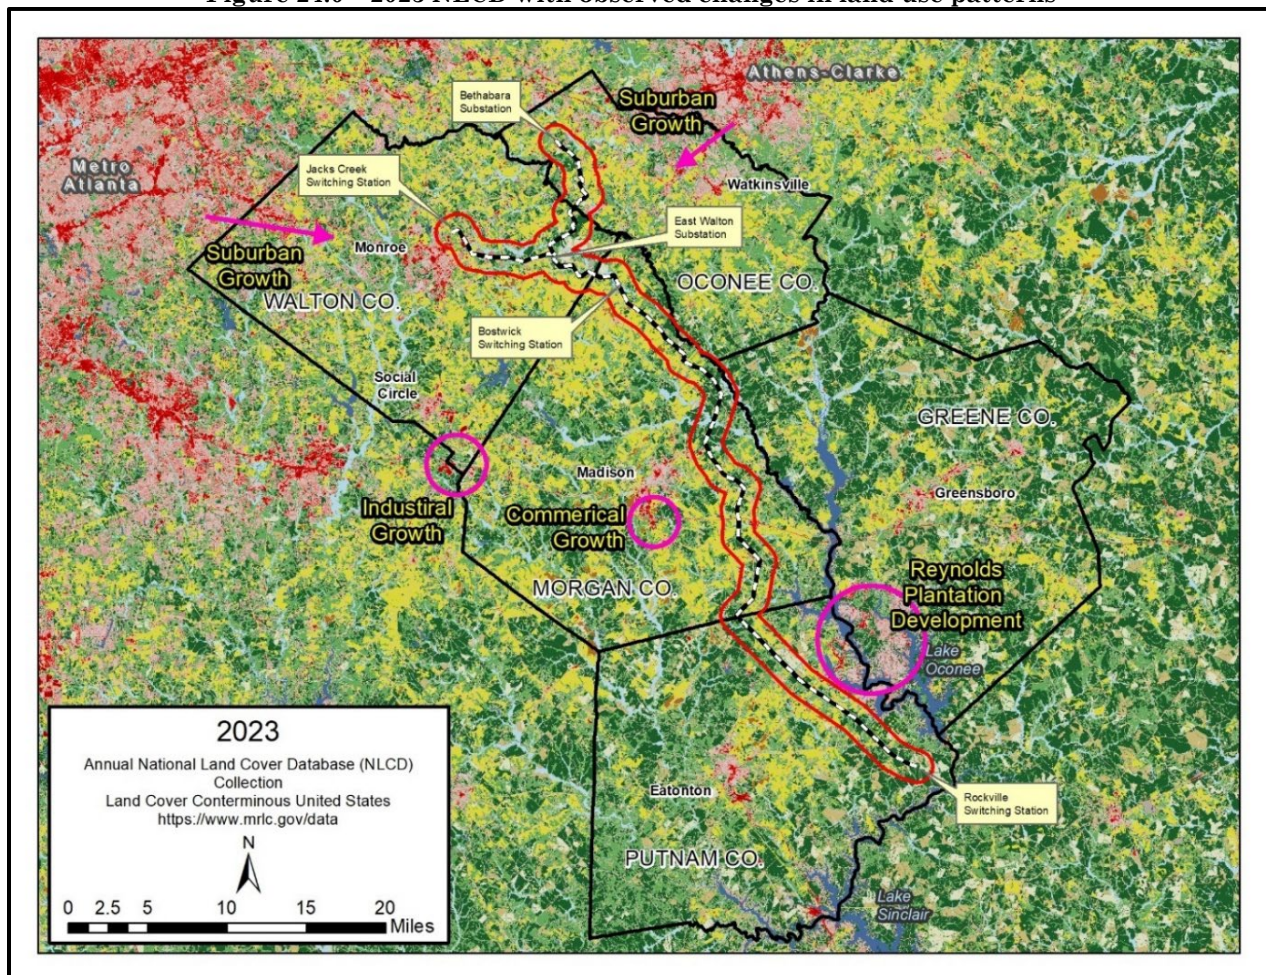 Athens-Clarke
Bethabara
Substation
Suburban
Growth
Metro
Atlanta
Jacks Creek
Switching Station
Watkinsville
East Walton
Substation
Monroe
Suburban
Growth
OCONEE CO.
WALTON CO.
Bostwick
Switching Station
Social
Circle
GREENE CO.
Madison
Greensboro
Industiral
Growth
Commerical
Growth
Reynolds
Plantation
Development
MORGAN CO.
Lake
Oconee
2023
Annual National Land Cover Database (NLCD)
Collection
Land Cover Conterminous United States
https://www.mrlc.gov/data
N
0 2.5 5 10 15 20
Miles
Eatonton
Rockville
Switching Station
PUTNAM CO.
Lake
Sinclair